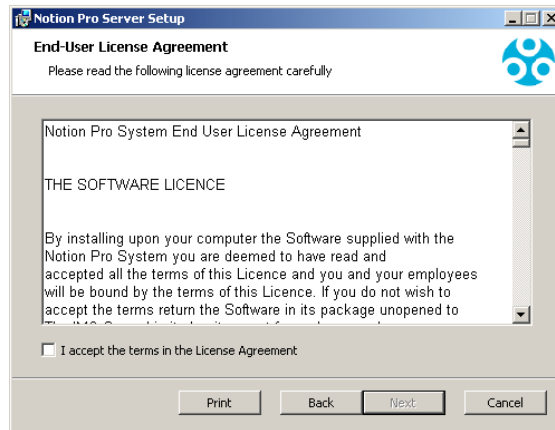 Notion Pro Server Setup
End-User License Agreement
Please read the following license agreement carefully
Notion Pro System End User License Agreement
THE SOFTWARE LICENCE
By installing upon your computer the Software supplied with the
Notion Pro System you are deemed to have read and
accepted all the terms of this Licence and you and your employees
will be bound by the terms of this Licence. If you do not wish to
accept the terms return the Software in its package unopened to
I accept the terms in the License Agreement
Print Back Next Cancel